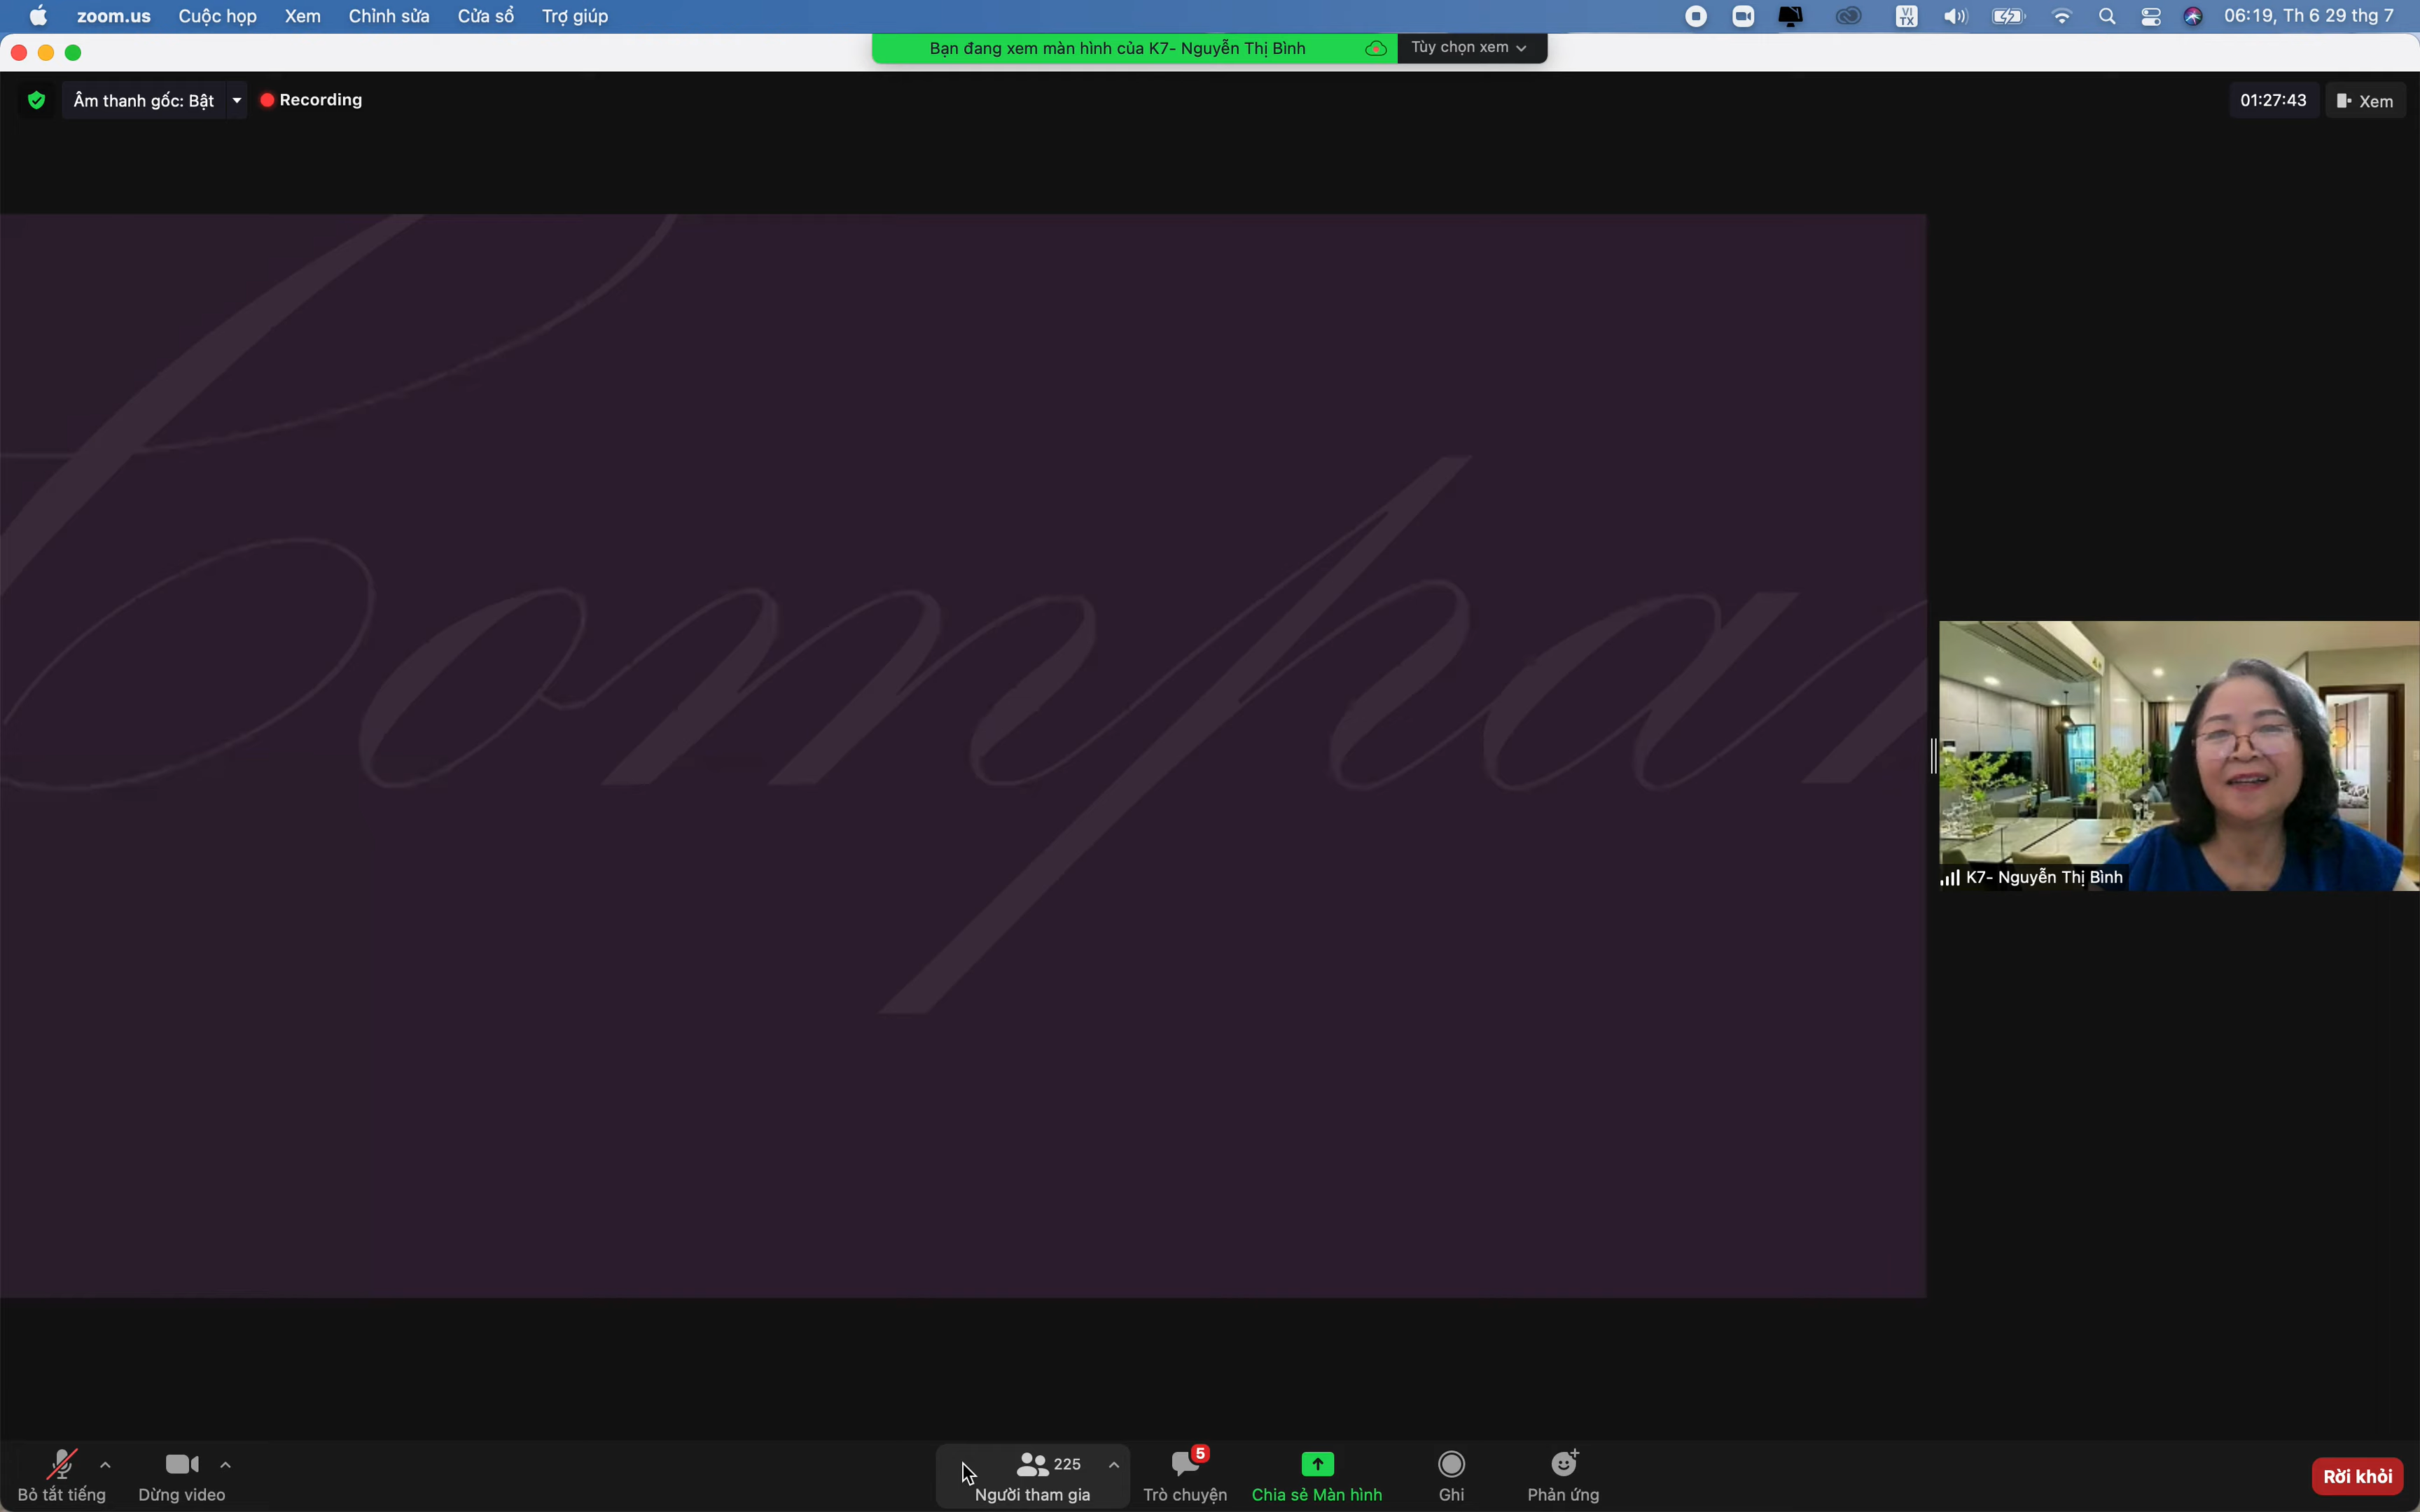 zoom.us Cuộc họp Xem Chỉnh sửa Cửa sổ Trợ giúp VI TX 06:19, Th 6 29 thg 7
Bạn đang xem màn hình của K7- Nguyễn Thị Bình Tùy chọn xem
Âm thanh gốc: Bật Recording 01:27:43 Xem
K7- Nguyễn Thị Bình
225 5
Bỏ tắt tiếng Dừng video Người tham gia Trò chuyện Chia sẻ Màn hình Ghi Phản ứng Rời khỏi